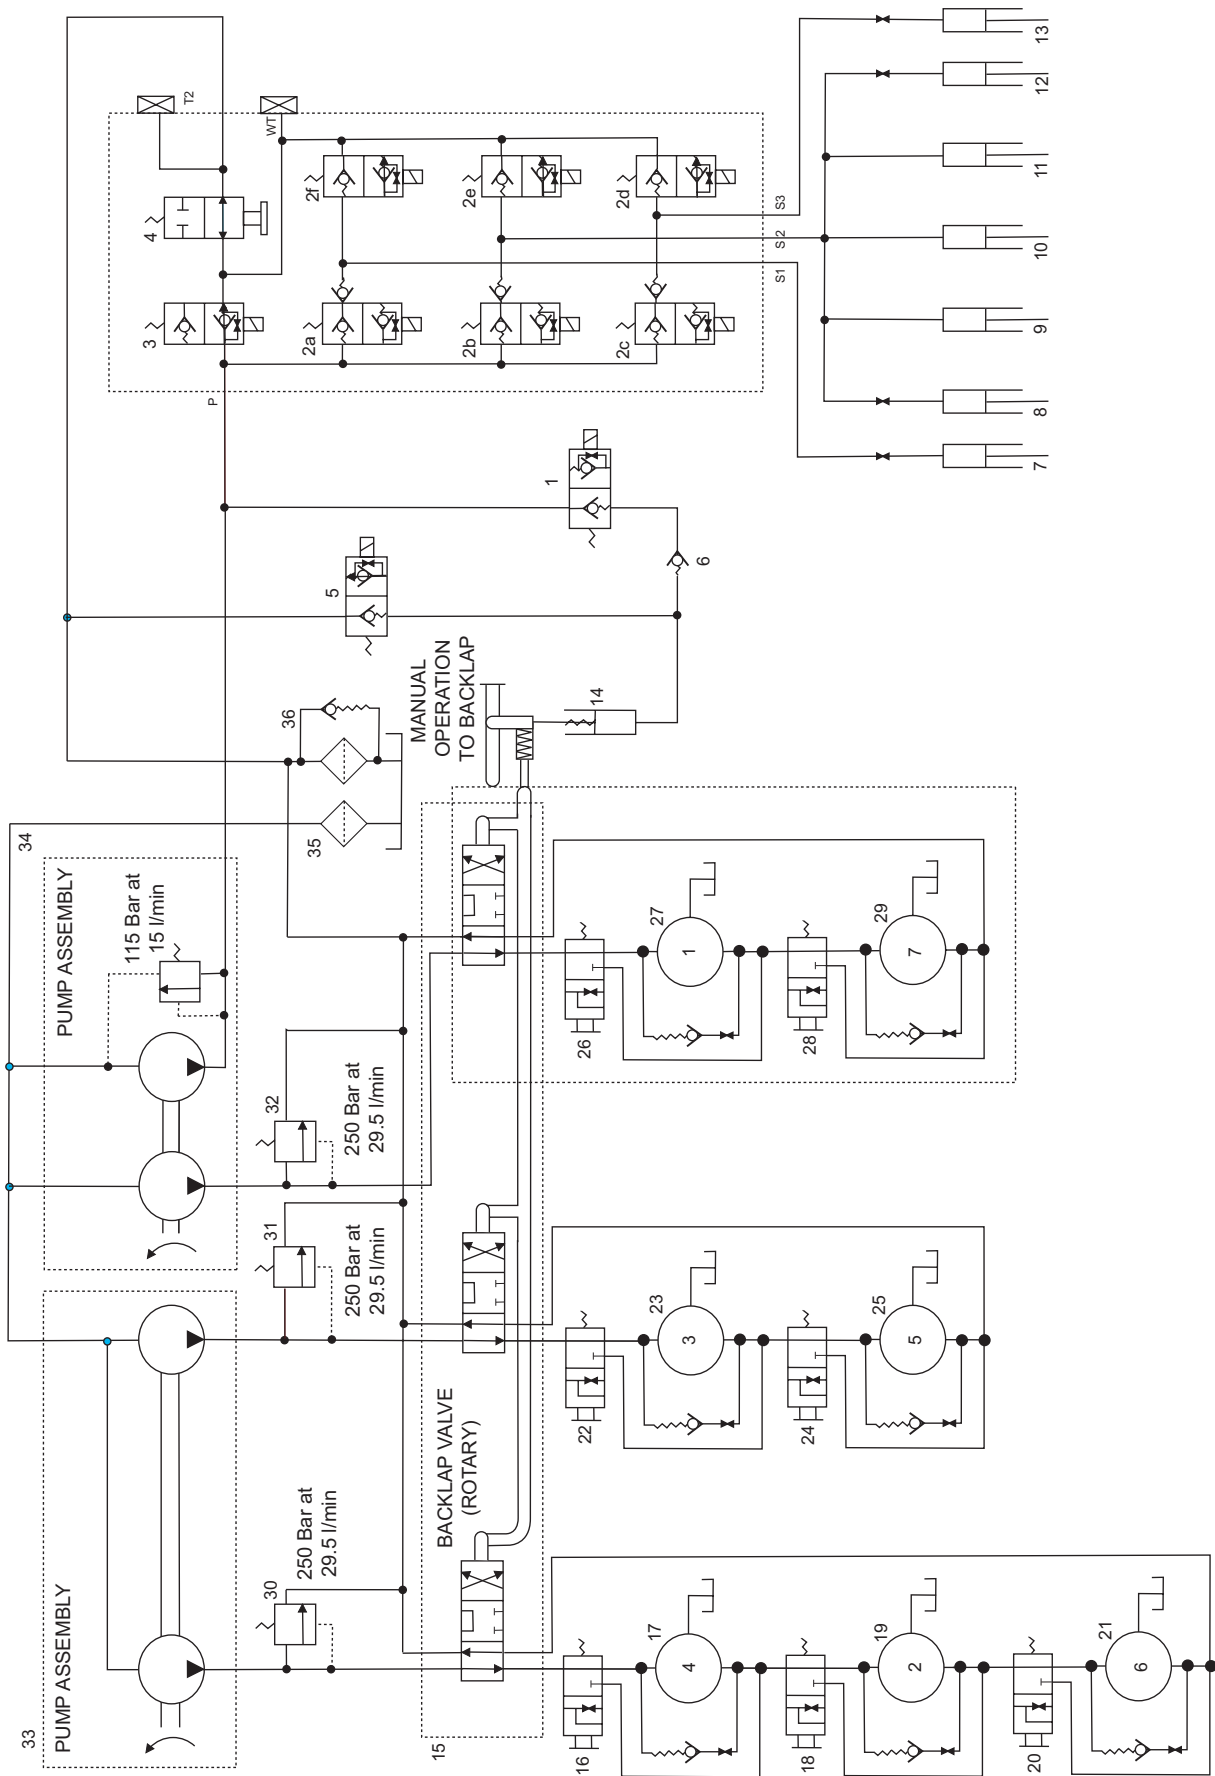 33
PUMP ASSEMBLY
30
250 Bar at
29.5 l/min
31
250 Bar at
29.5 l/min
32
250 Bar at
29.5 l/min
PUMP ASSEMBLY
115 Bar at
15 l/min
34
35
36
15
BACKLAP VALVE
(ROTARY)
MANUAL
OPERATION
TO BACKLAP
14
5
6
1
P
3
4
T2
WT
2a
2f
2b
2e
2c
2d
S1
S2
S3
16
17
4
18
19
2
20
21
6
22
23
3
24
25
5
26
27
1
28
29
7
7
8
9
10
11
12
13